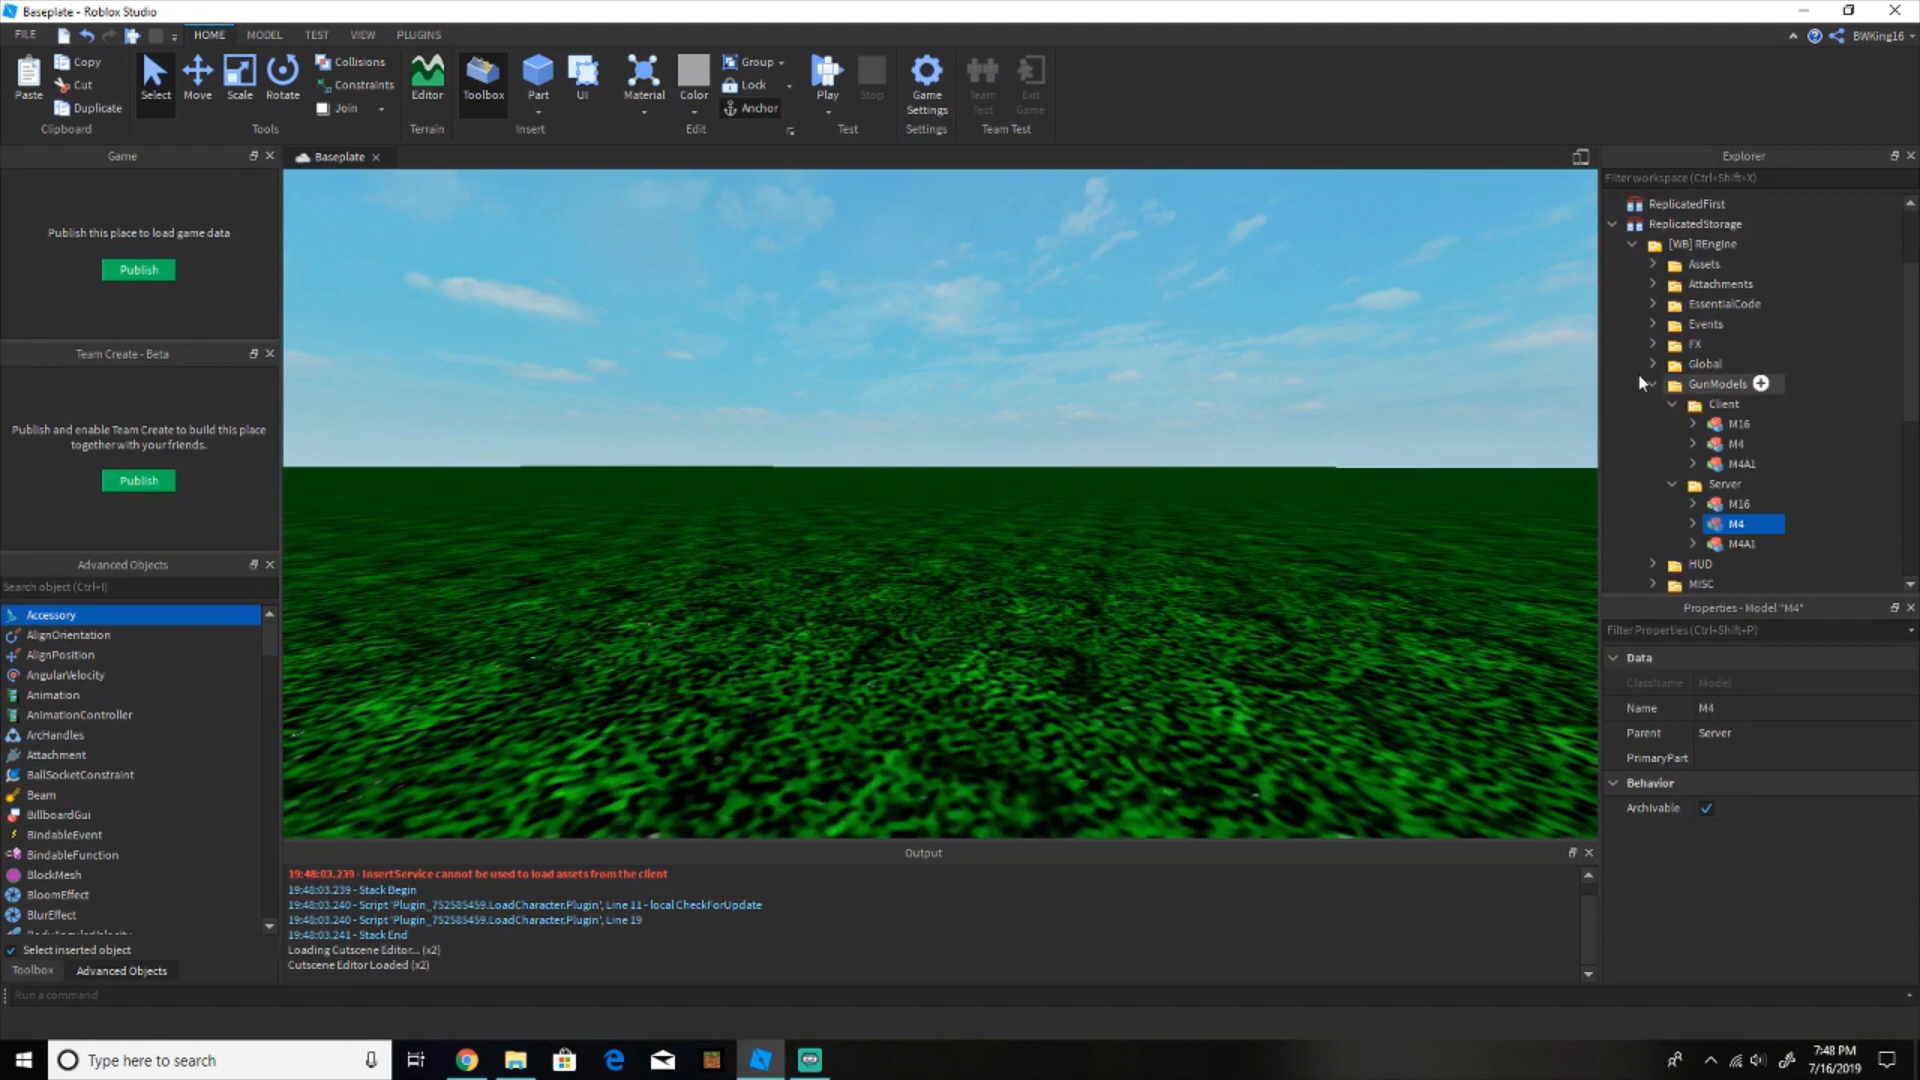 Baseplate - Roblox Studio
FILE
HOME
MODEL
TEST
VIEW
PLUGINS
BWKing16
Paste
Copy
Cut
Duplicate
Clipboard
Select
Move
Scale
Rotate
Collisions
Constraints
Join
Tools
Editor
Terrain
Toolbox
Part
UI
Insert
Material
Color
Group
Lock
Anchor
Edit
Play
Stop
Test
Game Settings
Settings
Team Test
Exit Game
Team Test
Game
Publish this place to load game data
Publish
Team Create - Beta
Publish and enable Team Create to build this place
together with your friends.
Publish
Advanced Objects
Search object (Ctrl+I)
Accessory
AlignOrientation
AlignPosition
AngularVelocity
Animation
AnimationController
ArcHandles
Attachment
BallSocketConstraint
Beam
BillboardGui
BindableEvent
BindableFunction
BlockMesh
BloomEffect
BlurEffect
BodyAngularVelocity
Select inserted object
Toolbox
Advanced Objects
Run a command
Baseplate
Output
19:48:03.239 - InsertService cannot be used to load assets from the client
19:48:03.239 - Stack Begin
19:48:03.240 - Script 'Plugin_752585459.LoadCharacter.Plugin', Line 11 - local CheckForUpdate
19:48:03.240 - Script 'Plugin_752585459.LoadCharacter.Plugin', Line 19
19:48:03.241 - Stack End
Loading Cutscene Editor... (x2)
Cutscene Editor Loaded (x2)
Explorer
Filter workspace (Ctrl+Shift+X)
ReplicatedFirst
ReplicatedStorage
[WB] REngine
Assets
Attachments
EssentialCode
Events
FX
Global
GunModels
Client
M16
M4
M4A1
Server
M16
M4
M4A1
HUD
MISC
Properties - Model "M4"
Filter Properties (Ctrl+Shift+P)
Data
ClassName Model
Name M4
Parent Server
PrimaryPart
Behavior
Archivable
Type here to search
7:48 PM
7/16/2019